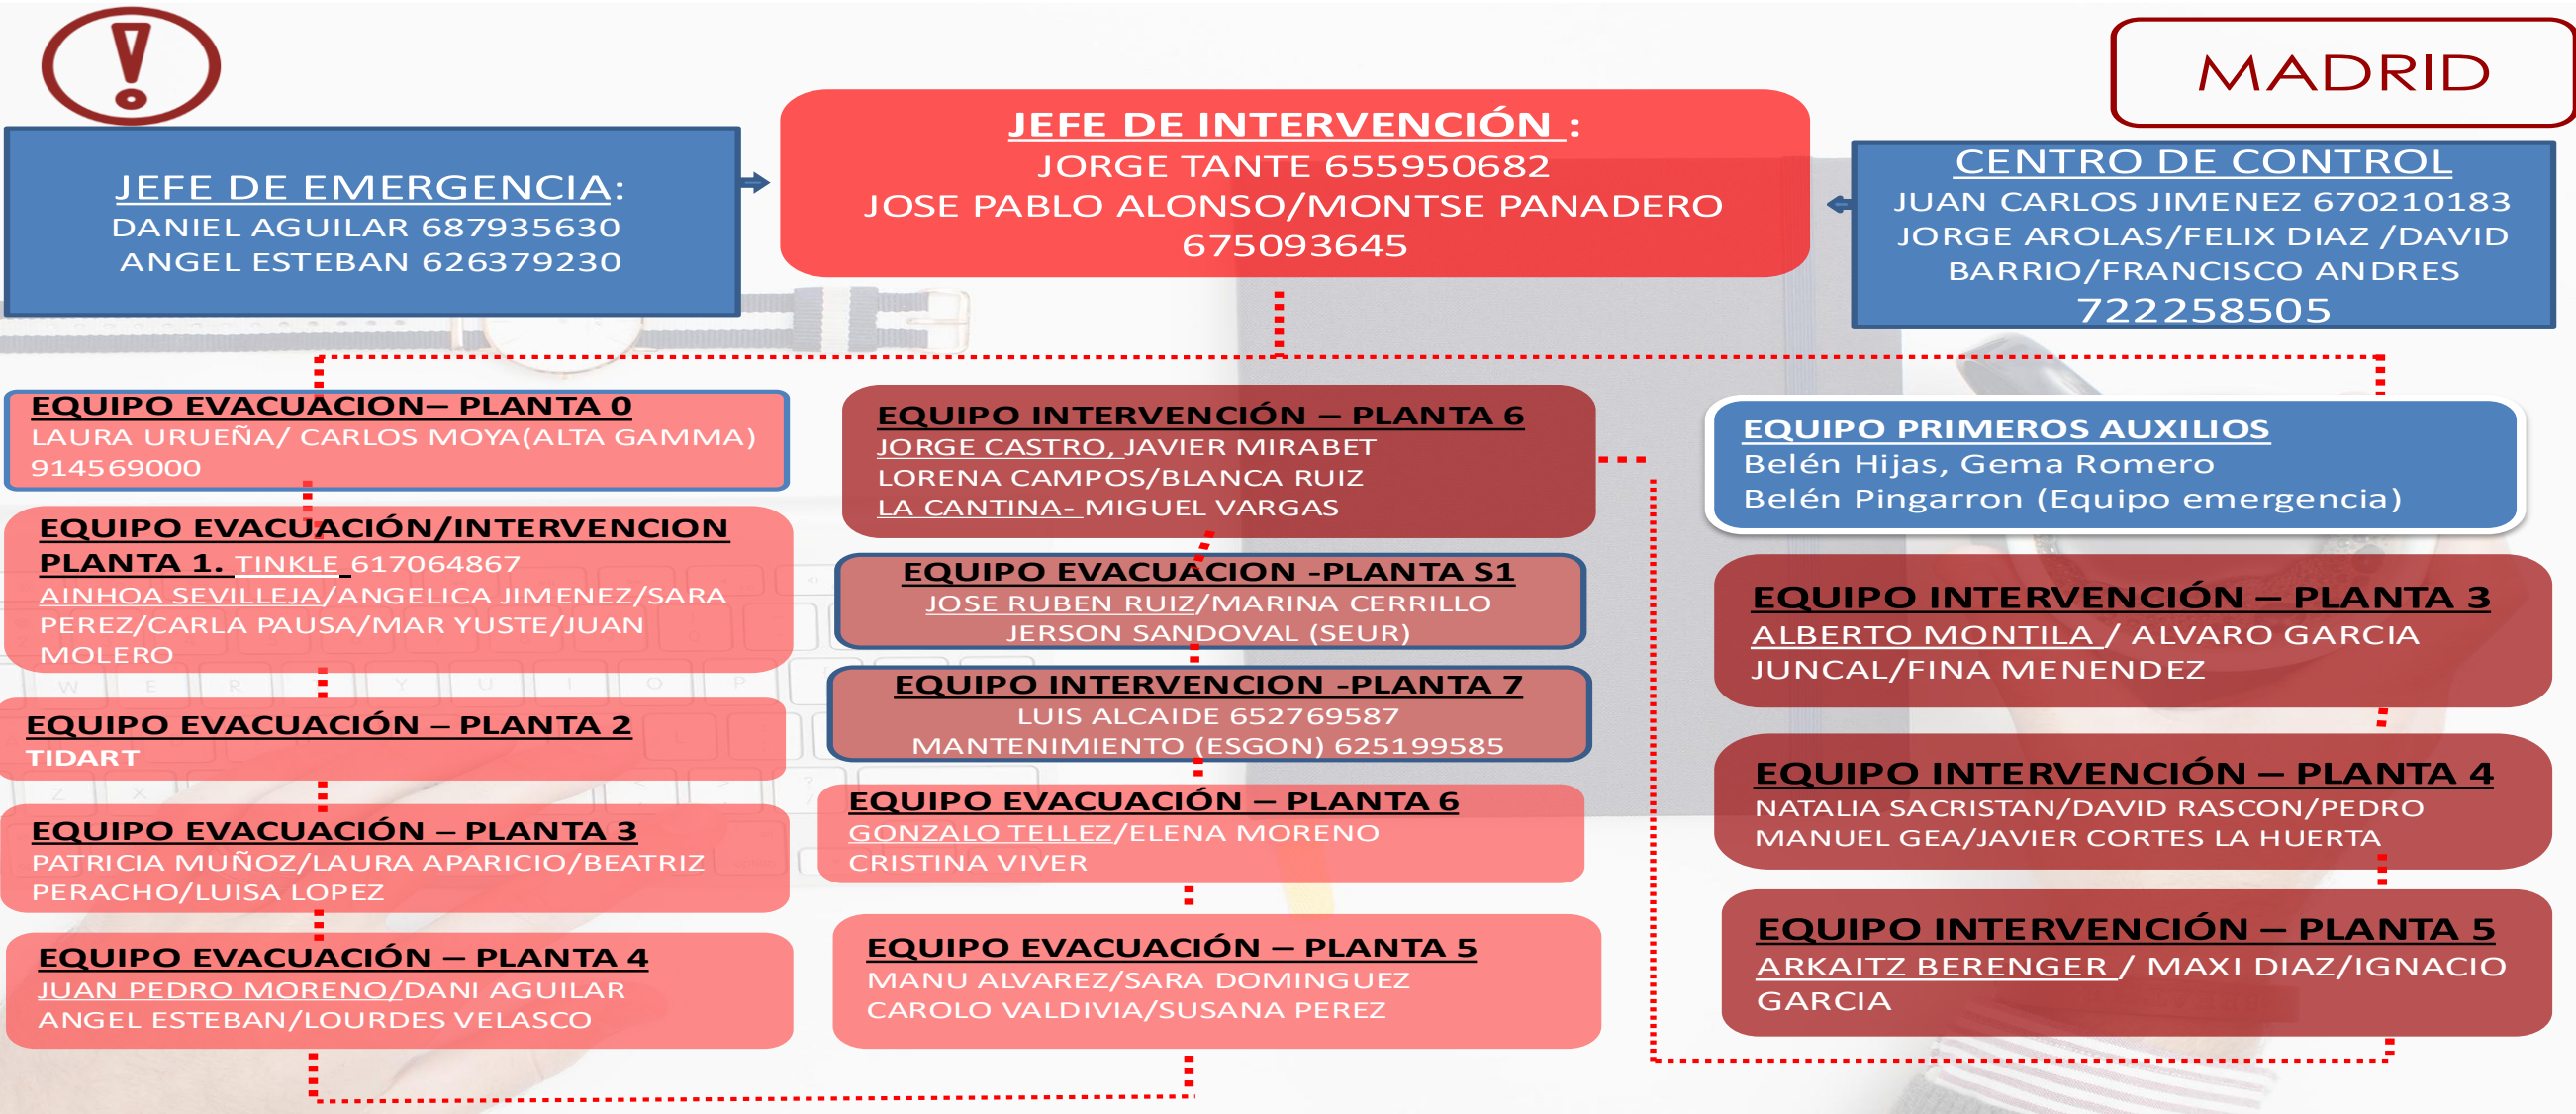 MADRID
JEFE DE EMERGENCIA:
DANIEL AGUILAR 687935630
ANGEL ESTEBAN 626379230
JEFE DE INTERVENCIÓN :
JORGE TANTE 655950682
JOSE PABLO ALONSO/MONTSE PANADERO
675093645
CENTRO DE CONTROL
JUAN CARLOS JIMENEZ 670210183
JORGE AROLAS/FELIX DIAZ /DAVID
BARRIO/FRANCISCO ANDRES
722258505
EQUIPO EVACUACION– PLANTA 0
LAURA URUEÑA/ CARLOS MOYA(ALTA GAMMA)
914569000
EQUIPO EVACUACIÓN/INTERVENCION
PLANTA 1. TINKLE 617064867
AINHOA SEVILLEJA/ANGELICA JIMENEZ/SARA
PEREZ/CARLA PAUSA/MAR YUSTE/JUAN
MOLERO
EQUIPO EVACUACIÓN – PLANTA 2
TIDART
EQUIPO EVACUACIÓN – PLANTA 3
PATRICIA MUÑOZ/LAURA APARICIO/BEATRIZ
PERACHO/LUISA LOPEZ
EQUIPO EVACUACIÓN – PLANTA 4
JUAN PEDRO MORENO/DANI AGUILAR
ANGEL ESTEBAN/LOURDES VELASCO
EQUIPO INTERVENCIÓN – PLANTA 6
JORGE CASTRO, JAVIER MIRABET
LORENA CAMPOS/BLANCA RUIZ
LA CANTINA- MIGUEL VARGAS
EQUIPO EVACUACION -PLANTA S1
JOSE RUBEN RUIZ/MARINA CERRILLO
JERSON SANDOVAL (SEUR)
EQUIPO INTERVENCION -PLANTA 7
LUIS ALCAIDE 652769587
MANTENIMIENTO (ESGON) 625199585
EQUIPO EVACUACIÓN – PLANTA 6
GONZALO TELLEZ/ELENA MORENO
CRISTINA VIVER
EQUIPO EVACUACIÓN – PLANTA 5
MANU ALVAREZ/SARA DOMINGUEZ
CAROLO VALDIVIA/SUSANA PEREZ
EQUIPO PRIMEROS AUXILIOS
Belén Hijas, Gema Romero
Belén Pingarron (Equipo emergencia)
EQUIPO INTERVENCIÓN – PLANTA 3
ALBERTO MONTILA / ALVARO GARCIA
JUNCAL/FINA MENENDEZ
EQUIPO INTERVENCIÓN – PLANTA 4
NATALIA SACRISTAN/DAVID RASCON/PEDRO
MANUEL GEA/JAVIER CORTES LA HUERTA
EQUIPO INTERVENCIÓN – PLANTA 5
ARKAITZ BERENGER / MAXI DIAZ/IGNACIO
GARCIA